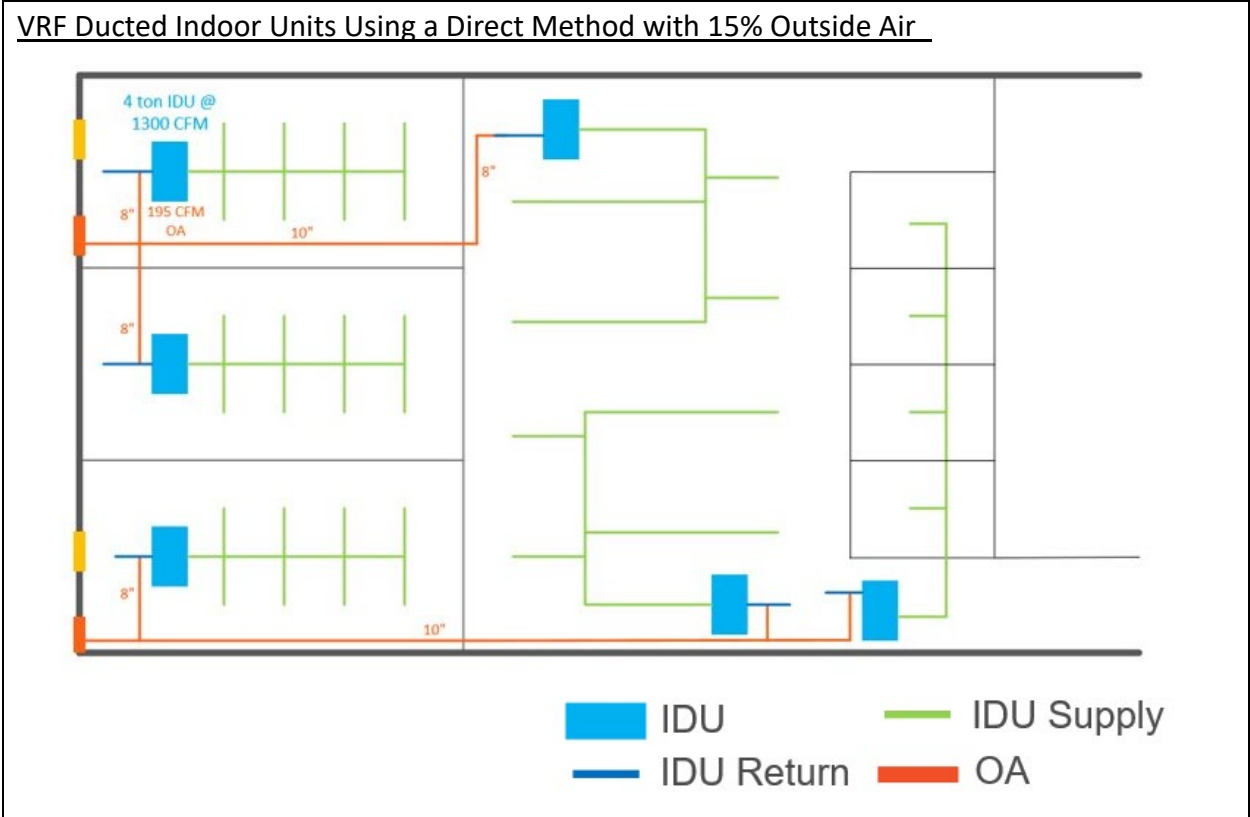 VRF Ducted Indoor Units Using a Direct Method with 15% Outside Air
4 ton IDU @
1300 CFM
8"
8"
195 CFM
OA
10"
8"
8"
10"
IDU
IDU Supply
IDU Return
OA